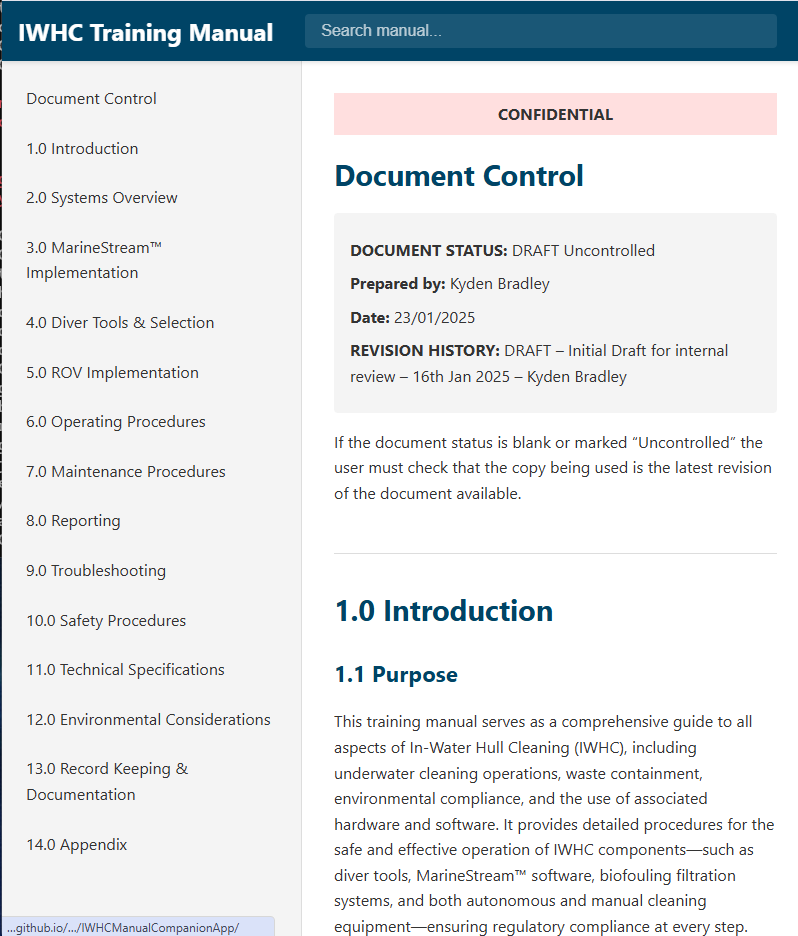 IWHC Training Manual
Search manual...
Document Control
1.0 Introduction
2.0 Systems Overview
3.0 MarineStream™
Implementation
4.0 Diver Tools & Selection
5.0 ROV Implementation
6.0 Operating Procedures
7.0 Maintenance Procedures
8.0 Reporting
9.0 Troubleshooting
10.0 Safety Procedures
11.0 Technical Specifications
12.0 Environmental Considerations
13.0 Record Keeping &
Documentation
14.0 Appendix
...github.io/.../IWHCManualCompanionApp/
CONFIDENTIAL
Document Control
DOCUMENT STATUS: DRAFT Uncontrolled
Prepared by: Kyden Bradley
Date: 23/01/2025
REVISION HISTORY: DRAFT – Initial Draft for internal
review – 16th Jan 2025 – Kyden Bradley
If the document status is blank or marked “Uncontrolled” the
user must check that the copy being used is the latest revision
of the document available.
1.0 Introduction
1.1 Purpose
This training manual serves as a comprehensive guide to all
aspects of In-Water Hull Cleaning (IWHC), including
underwater cleaning operations, waste containment,
environmental compliance, and the use of associated
hardware and software. It provides detailed procedures for the
safe and effective operation of IWHC components—such as
diver tools, MarineStream™ software, biofouling filtration
systems, and both autonomous and manual cleaning
equipment—ensuring regulatory compliance at every step.